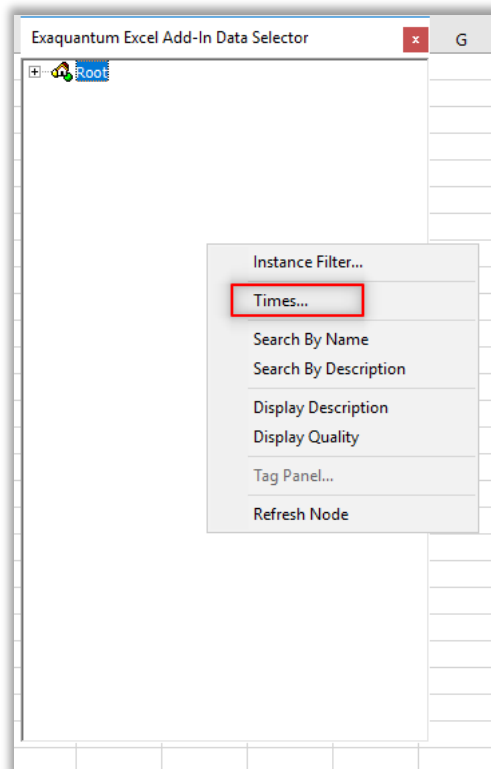 Exaquantum Excel Add-In Data Selector
x
G
Root
Instance Filter...
Times...
Search By Name
Search By Description
Display Description
Display Quality
Tag Panel...
Refresh Node